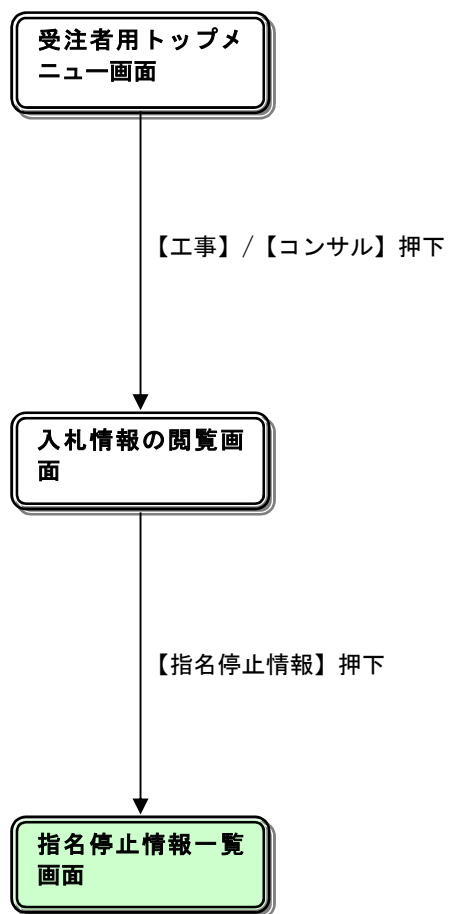 受注者用トップメ
ニュー画面
【工事】/【コンサル】押下
入札情報の閲覧画
面
【指名停止情報】押下
指名停止情報一覧
画面